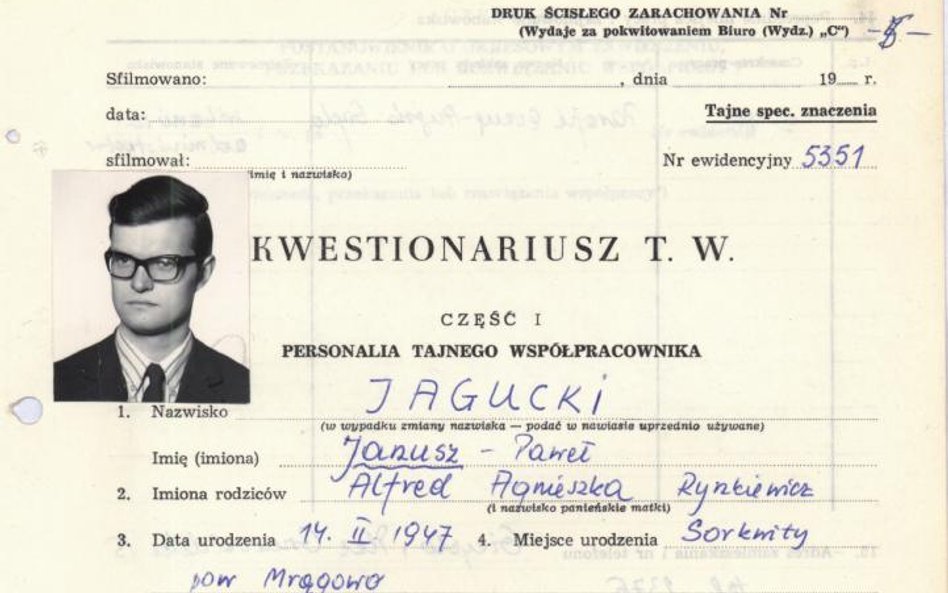 DRUK ŚCISŁEGO ZARACHOWANIA Nr
(Wydaje za pokwitowaniem Biuro (Wydz.) „C")
Sfilmowano: , dnia 19 r.
data: Tajne spec. znaczenia
sfilmował: Nr ewidencyjny 5351
(imię i nazwisko)
KWESTIONARIUSZ T. W.
CZĘŚĆ I
PERSONALIA TAJNEGO WSPÓŁPRACOWNIKA
1. Nazwisko JAGUCKI
(w wypadku zmiany nazwiska — podać w nawiasie uprzednio używane)
Imię (imiona) Janusz - Paweł
2. Imiona rodziców Alfred Agnieszka Rynkiewicz
(i nazwisko panieńskie matki)
3. Data urodzenia 14. II 1947 4. Miejsce urodzenia Sorkwity
pow Mrągowo